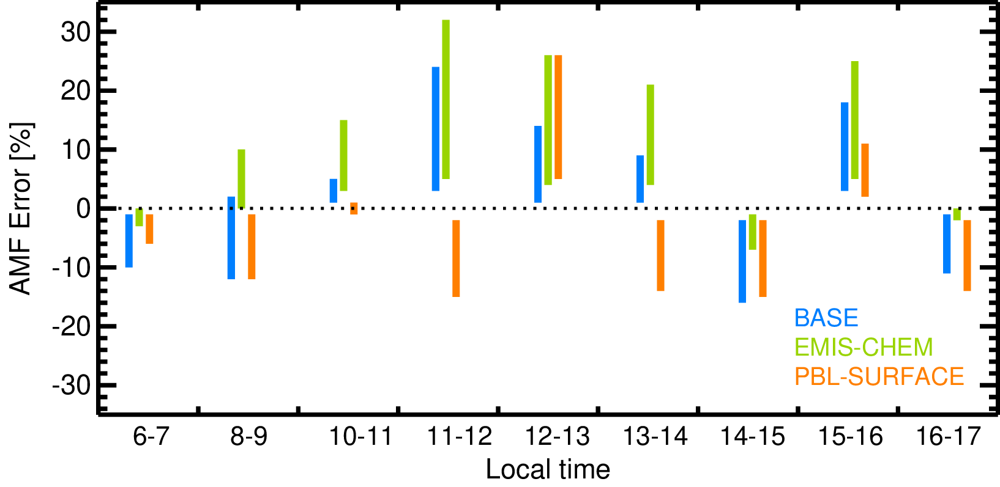 30
20
10
0
-10
-20
-30
AMF Error [%]
BASE
EMIS-CHEM
PBL-SURFACE
6-7 8-9 10-11 11-12 12-13 13-14 14-15 15-16 16-17
Local time